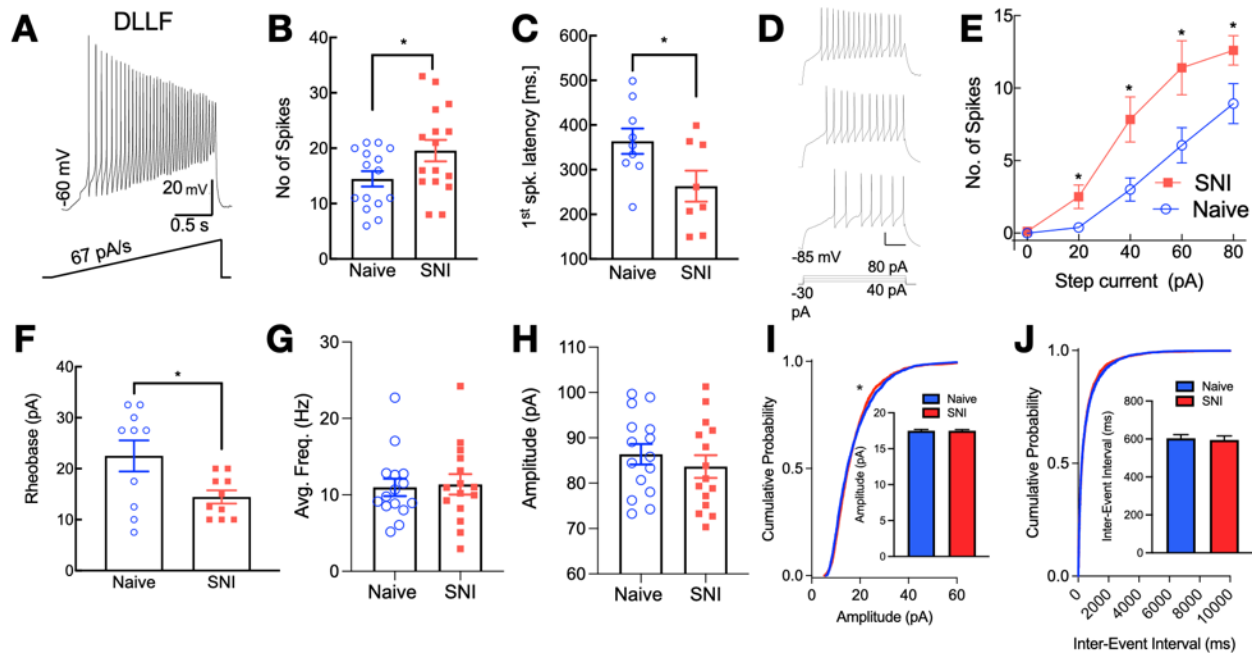 A
DLLF
-60 mV
20 mV
0.5 s
67 pA/s
B
No of Spikes
40
30
20
10
0
*
Naive
SNI
C
1st spk. latency [ms.]
600
500
400
300
200
100
*
Naive
SNI
D
-85 mV
80 pA
40 pA
-30
pA
E
No. of Spikes
15
10
5
0
*
*
*
*
SNI
Naive
0
20
40
60
80
Step current (pA)
F
Rheobase (pA)
40
30
20
10
0
*
Naive
SNI
G
Avg. Freq. (Hz)
30
20
10
0
Naive
SNI
H
Amplitude (pA)
110
100
90
80
70
60
Naive
SNI
I
Cumulative Probability
1.0
0.5
0.0
*
Naive
SNI
Amplitude (pA)
20
15
10
5
0
0
20
40
60
Amplitude (pA)
J
Cumulative Probability
1.0
0.5
0.0
Naive
SNI
Inter-Event Interval (ms)
800
600
400
200
0
0
2000
4000
6000
8000
10000
Inter-Event Interval (ms)